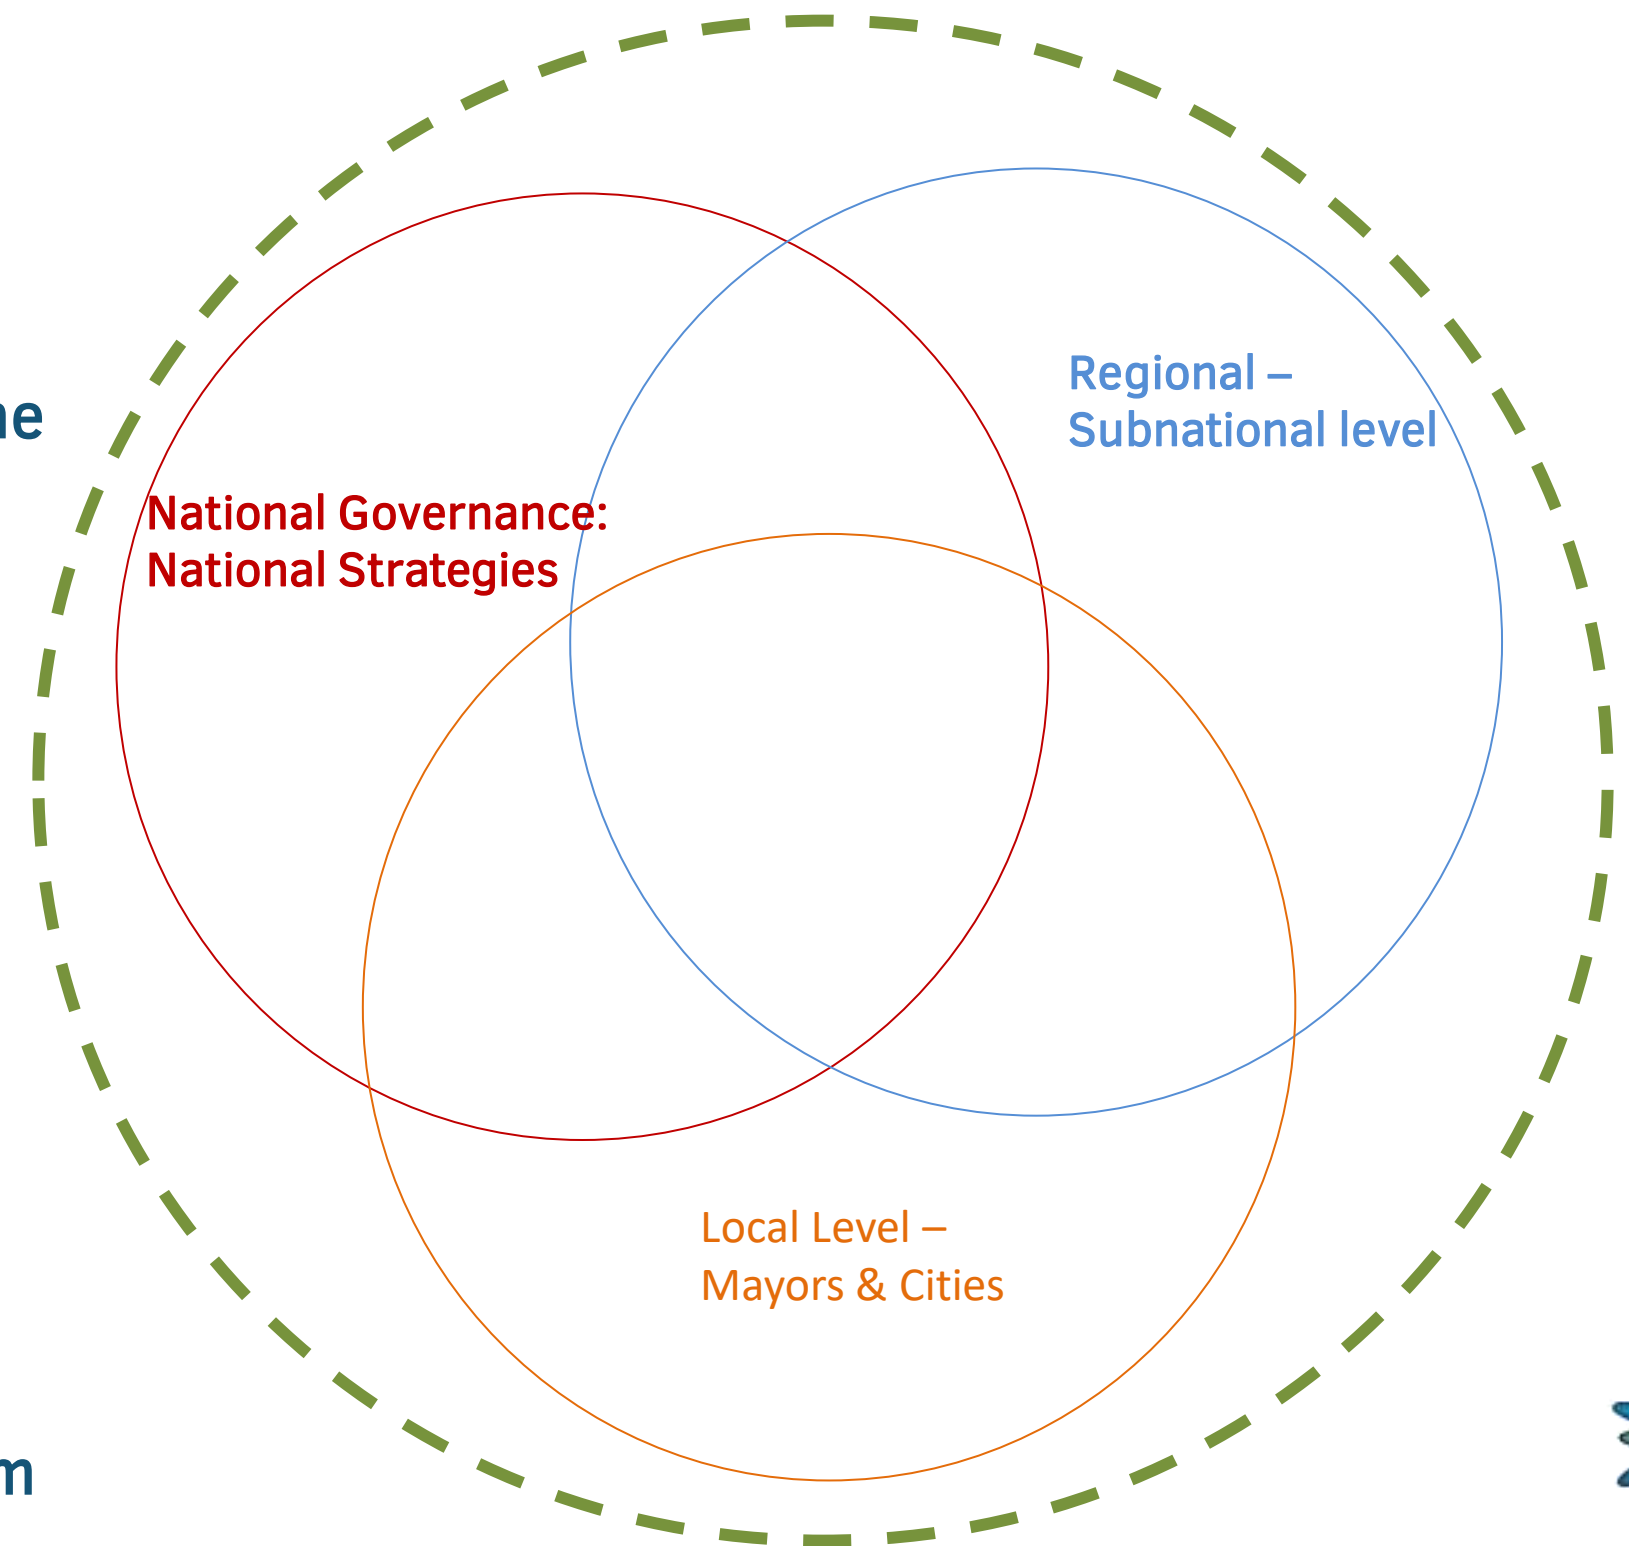 Regional –
Subnational level
National Governance:
National Strategies
Local Level –
Mayors & Cities